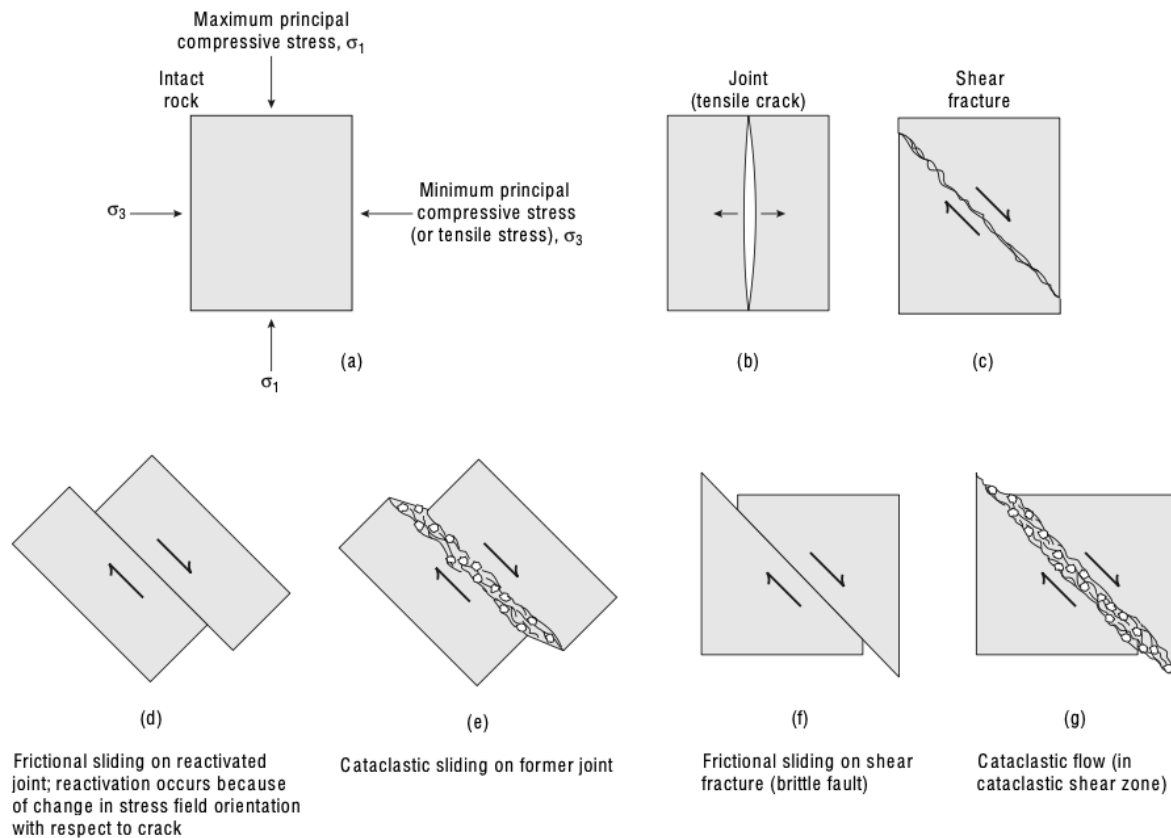 Maximum principal
compressive stress, σ1
Intact
rock
σ3
Minimum principal
compressive stress
(or tensile stress), σ3
σ1
(a)
Joint
(tensile crack)
(b)
Shear
fracture
(c)
(d)
Frictional sliding on reactivated
joint; reactivation occurs because
of change in stress field orientation
with respect to crack
(e)
Cataclastic sliding on former joint
(f)
Frictional sliding on shear
fracture (brittle fault)
(g)
Cataclastic flow (in
cataclastic shear zone)